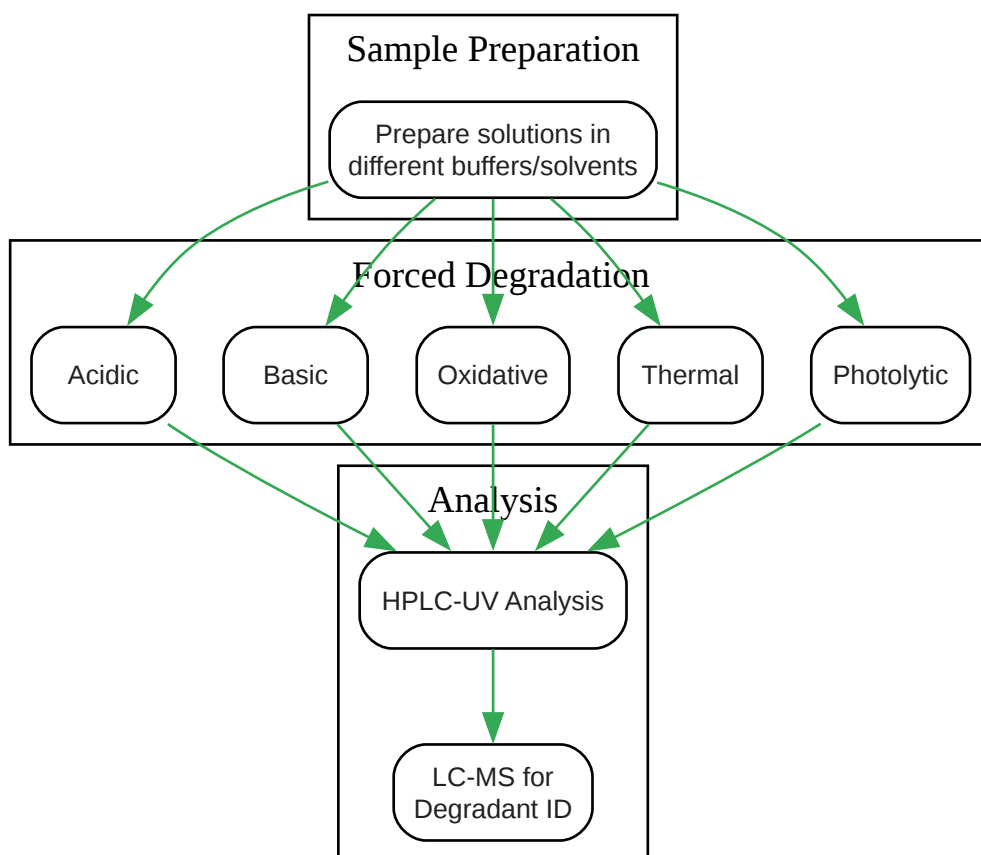 Sample Preparation
Prepare solutions in
different buffers/solvents
Forced Degradation
Acidic
Basic
Oxidative
Thermal
Photolytic
Analysis
HPLC-UV Analysis
LC-MS for
Degradant ID